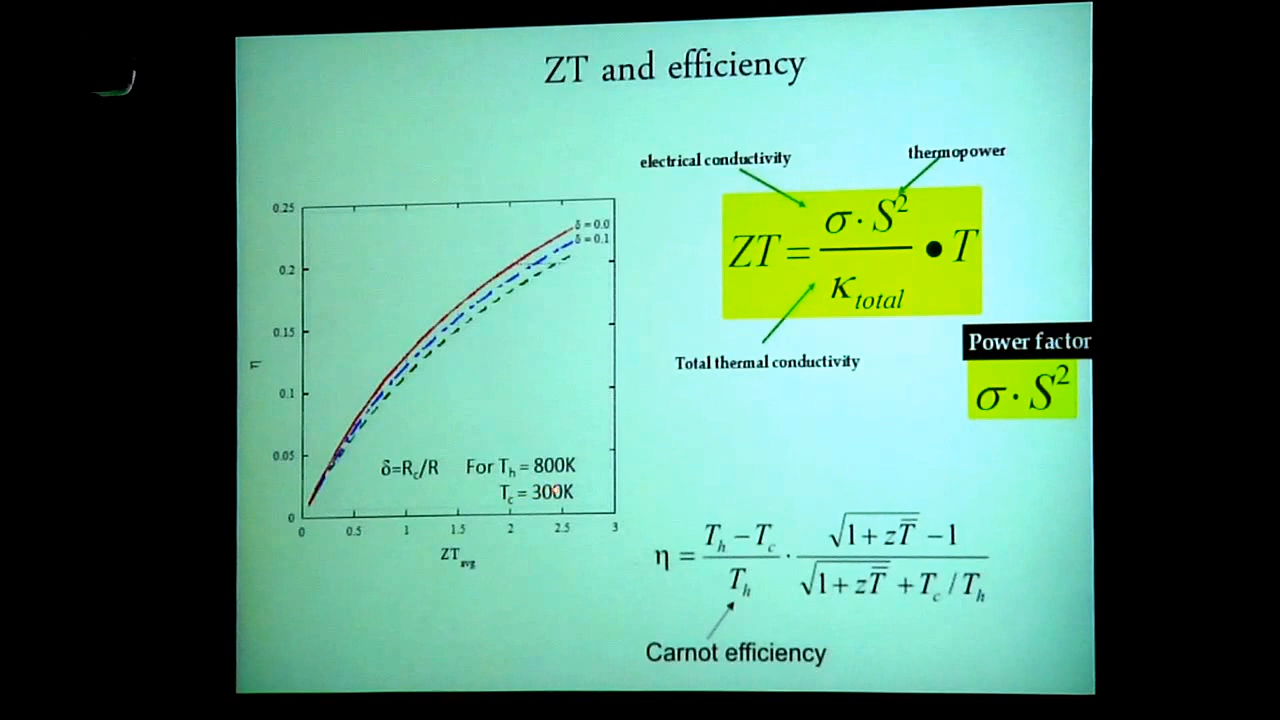 ZT and efficiency
electrical conductivity
thermopower
ZT = σ · S² / κ_total • T
Total thermal conductivity
Power factor
σ · S²
0.25
0.2
0.15
0.1
0.05
0
η
δ = 0.0
δ = 0.1
δ=R_c/R For T_h = 800K
T_c = 300K
0 0.5 1 1.5 2 2.5 3
ZT_avg
η = (T_h − T_c) / T_h · (√(1 + zT̅) − 1) / (√(1 + zT̅) + T_c / T_h)
Carnot efficiency